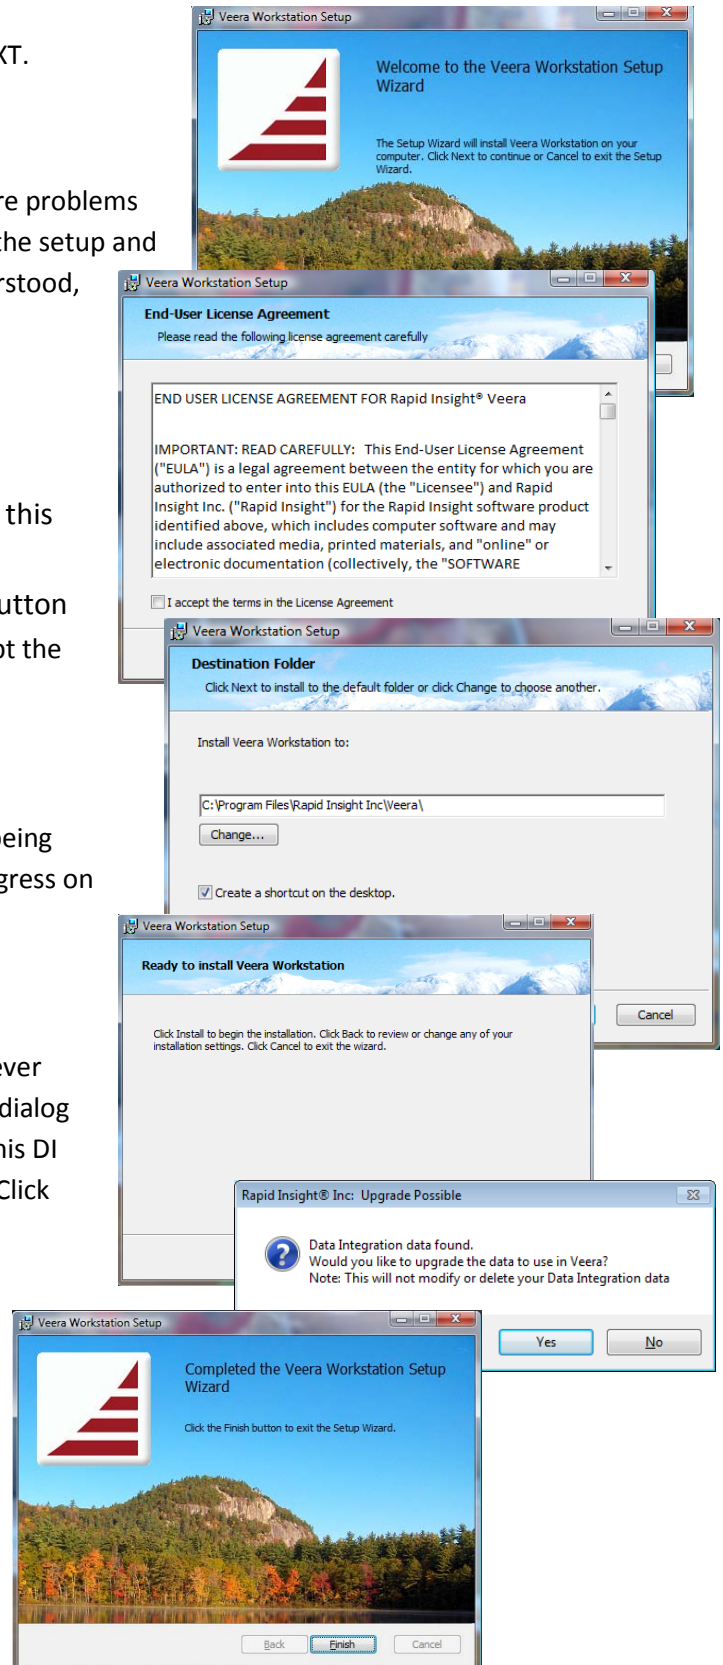 Veera Workstation Setup
XT.
Welcome to the Veera Workstation Setup
Wizard
The Setup Wizard will install Veera Workstation on your
computer. Click Next to continue or Cancel to exit the Setup
Wizard.
re problems
the setup and
rstood,
Veera Workstation Setup
End-User License Agreement
Please read the following license agreement carefully
END USER LICENSE AGREEMENT FOR Rapid Insight® Veera
IMPORTANT: READ CAREFULLY: This End-User License Agreement
("EULA") is a legal agreement between the entity for which you are
authorized to enter into this EULA (the "Licensee") and Rapid
Insight Inc. ("Rapid Insight") for the Rapid Insight software product
identified above, which includes computer software and may
include associated media, printed materials, and "online" or
electronic documentation (collectively, the "SOFTWARE
I accept the terms in the License Agreement
this
utton
pt the
Veera Workstation Setup
Destination Folder
Click Next to install to the default folder or click Change to choose another.
Install Veera Workstation to:
C:\Program Files\Rapid Insight Inc\Veera\
Change...
Create a shortcut on the desktop.
Cancel
being
gress on
Veera Workstation Setup
Ready to install Veera Workstation
Click Install to begin the installation. Click Back to review or change any of your
installation settings. Click Cancel to exit the wizard.
ever
dialog
his DI
Click
Rapid Insight® Inc: Upgrade Possible
Data Integration data found.
Would you like to upgrade the data to use in Veera?
Note: This will not modify or delete your Data Integration data
Yes
No
Veera Workstation Setup
Completed the Veera Workstation Setup
Wizard
Click the Finish button to exit the Setup Wizard.
Back
Finish
Cancel